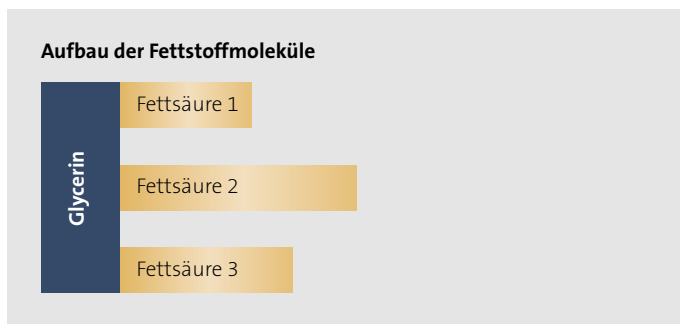 Aufbau der Fettstoffmoleküle
Glycerin
Fettsäure 1
Fettsäure 2
Fettsäure 3